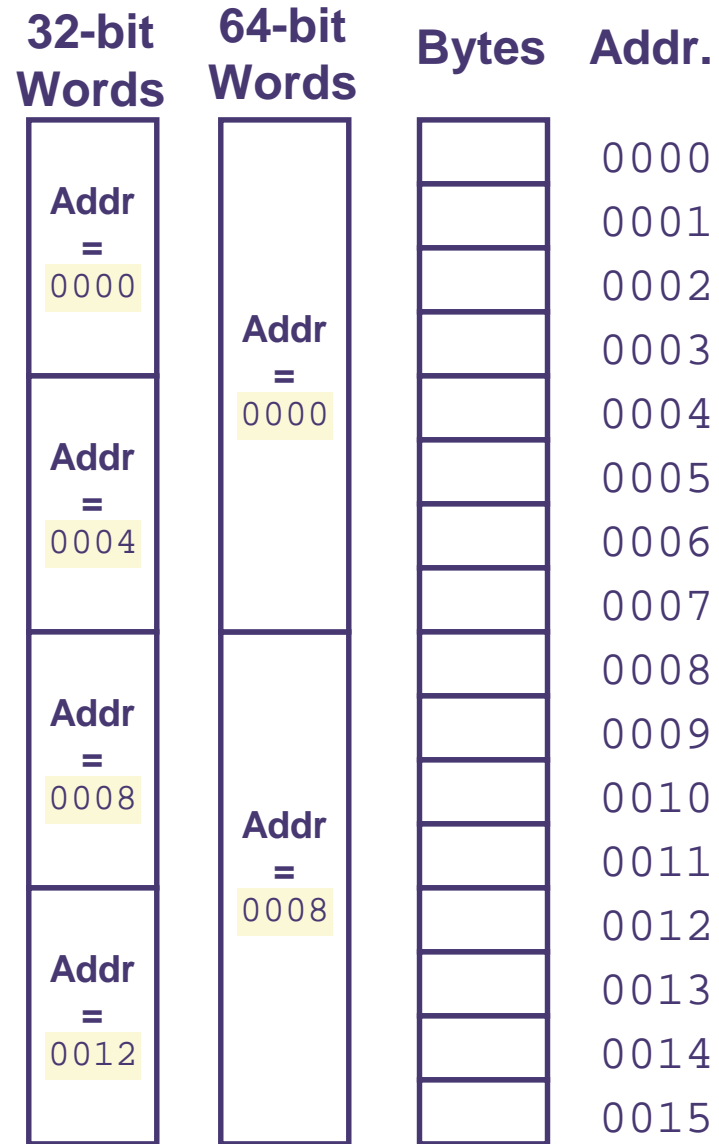 32-bit
Words
64-bit
Words
Bytes
Addr.
Addr
=
0000
Addr
=
0004
Addr
=
0008
Addr
=
0012
Addr
=
0000
Addr
=
0008
0000
0001
0002
0003
0004
0005
0006
0007
0008
0009
0010
0011
0012
0013
0014
0015